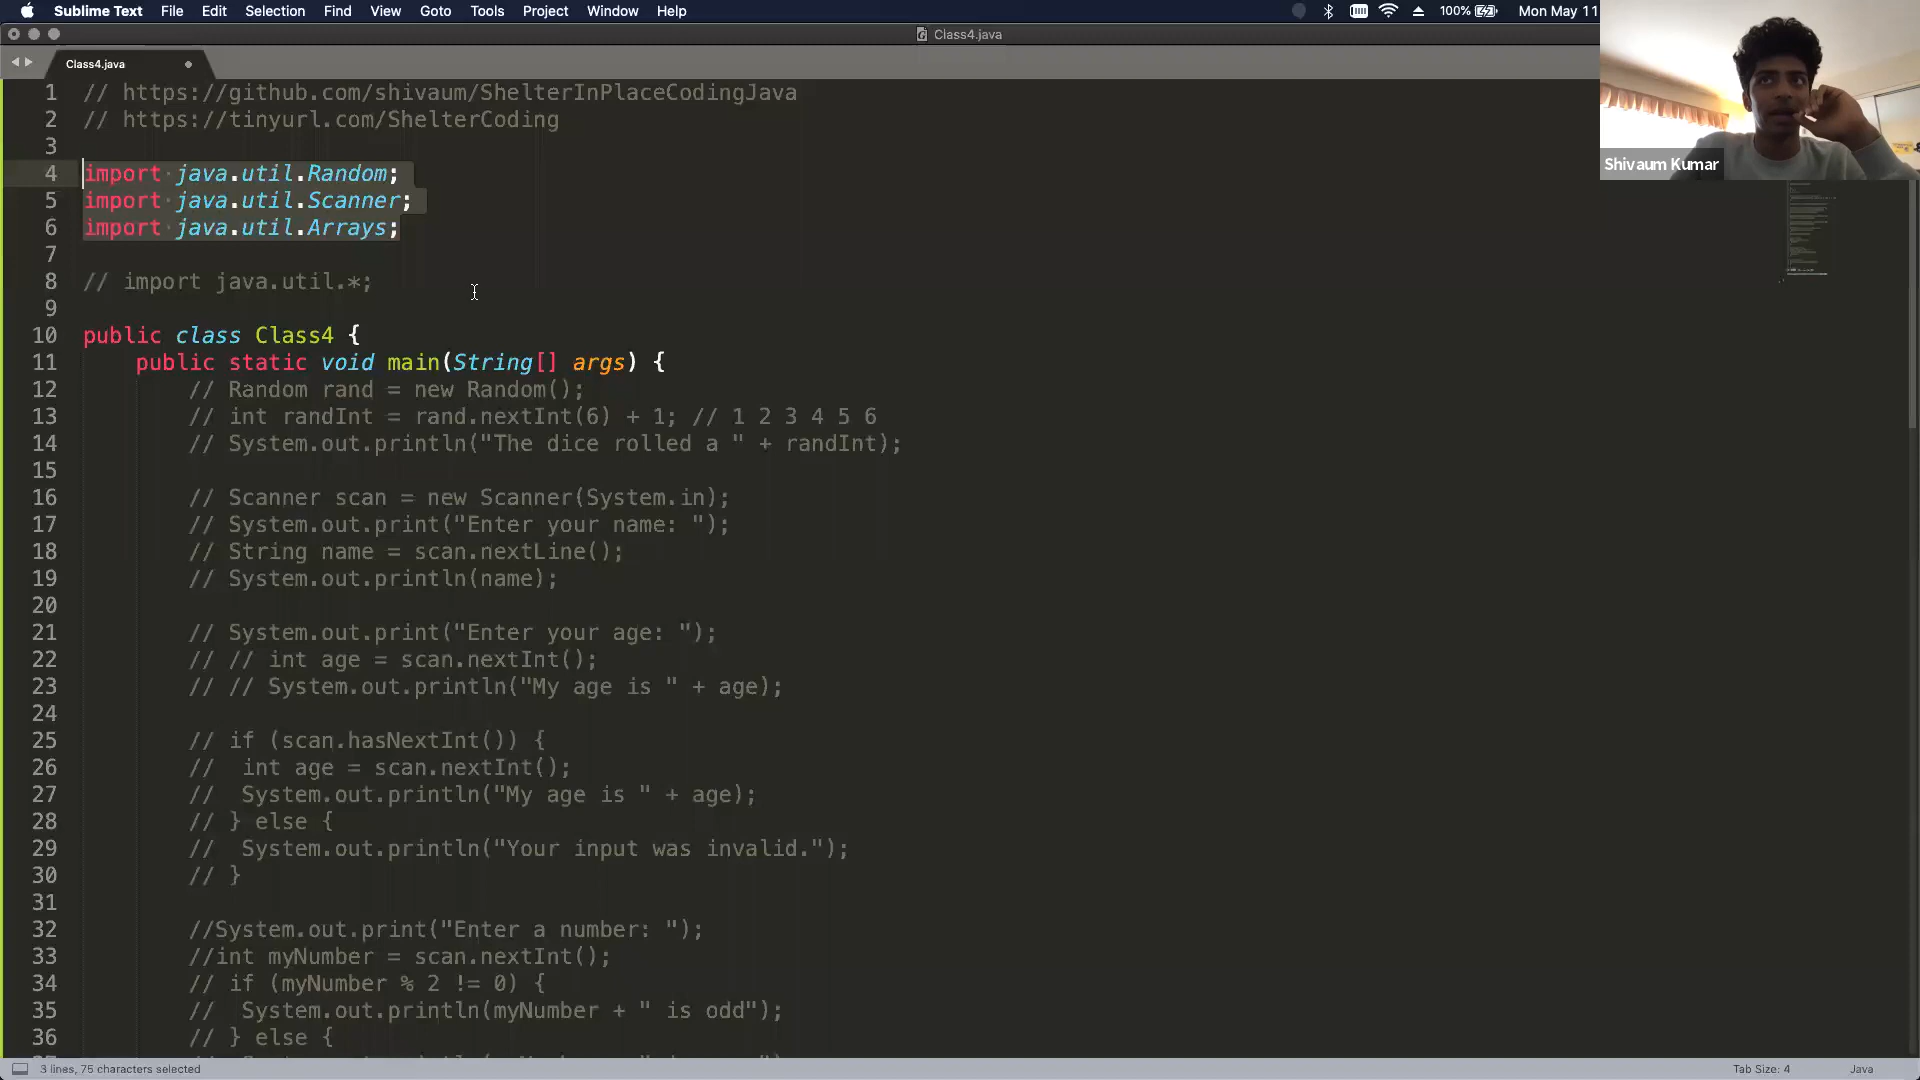 Sublime Text File Edit Selection Find View Goto Tools Project Window Help 100% Mon May 11
Class4.java
Class4.java
1 // https://github.com/shivaum/ShelterInPlaceCodingJava
2 // https://tinyurl.com/ShelterCoding
3
4 import java.util.Random;
5 import java.util.Scanner;
6 import java.util.Arrays;
7
8 // import java.util.*;
9
10 public class Class4 {
11 public static void main(String[] args) {
12 // Random rand = new Random();
13 // int randInt = rand.nextInt(6) + 1; // 1 2 3 4 5 6
14 // System.out.println("The dice rolled a " + randInt);
15
16 // Scanner scan = new Scanner(System.in);
17 // System.out.print("Enter your name: ");
18 // String name = scan.nextLine();
19 // System.out.println(name);
20
21 // System.out.print("Enter your age: ");
22 // // int age = scan.nextInt();
23 // // System.out.println("My age is " + age);
24
25 // if (scan.hasNextInt()) {
26 // int age = scan.nextInt();
27 // System.out.println("My age is " + age);
28 // } else {
29 // System.out.println("Your input was invalid.");
30 // }
31
32 //System.out.print("Enter a number: ");
33 //int myNumber = scan.nextInt();
34 // if (myNumber % 2 != 0) {
35 // System.out.println(myNumber + " is odd");
36 // } else {
Shivaum Kumar
3 lines, 75 characters selected Tab Size: 4 Java